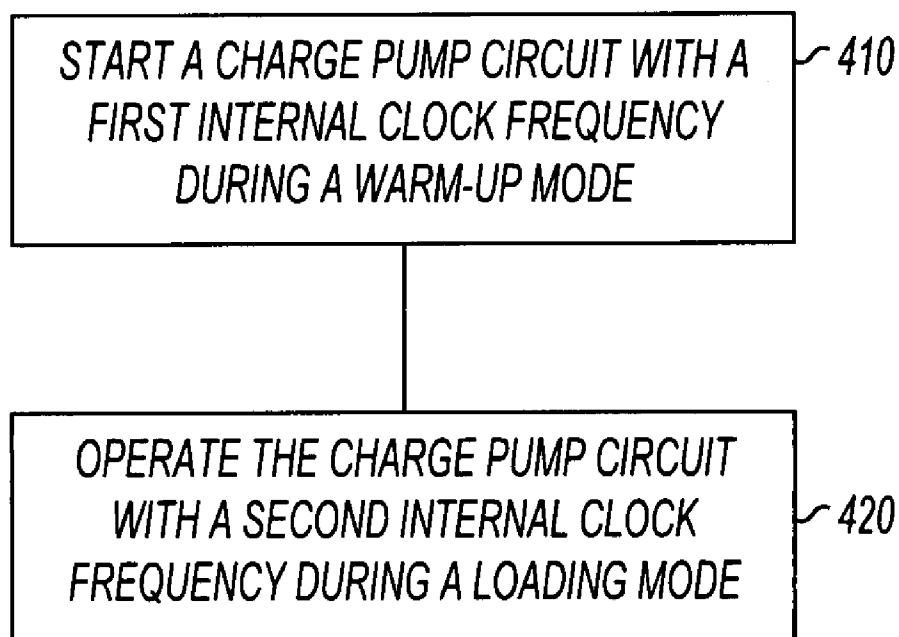 START A CHARGE PUMP CIRCUIT WITH A
FIRST INTERNAL CLOCK FREQUENCY
DURING A WARM-UP MODE
410
OPERATE THE CHARGE PUMP CIRCUIT
WITH A SECOND INTERNAL CLOCK
FREQUENCY DURING A LOADING MODE
420